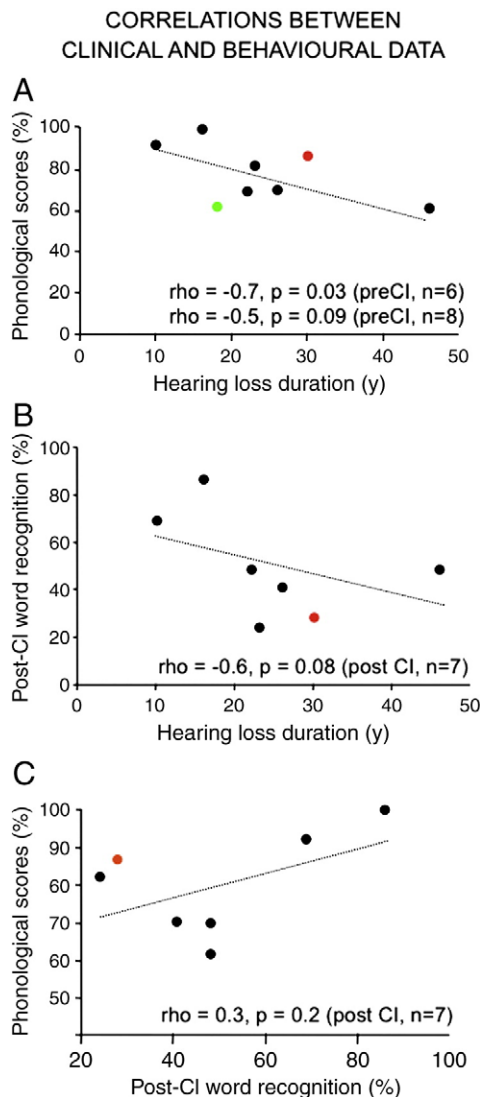 CORRELATIONS BETWEEN
CLINICAL AND BEHAVIOURAL DATA
A
Phonological scores (%)
100
80
60
40
20
0
rho = -0.7, p = 0.03 (preCI, n=6)
rho = -0.5, p = 0.09 (preCI, n=8)
0 10 20 30 40 50
Hearing loss duration (y)
B
Post-CI word recognition (%)
100
80
60
40
20
0
rho = -0.6, p = 0.08 (post CI, n=7)
0 10 20 30 40 50
Hearing loss duration (y)
C
Phonological scores (%)
100
90
80
70
60
50
rho = 0.3, p = 0.2 (post CI, n=7)
20 40 60 80 100
Post-CI word recognition (%)